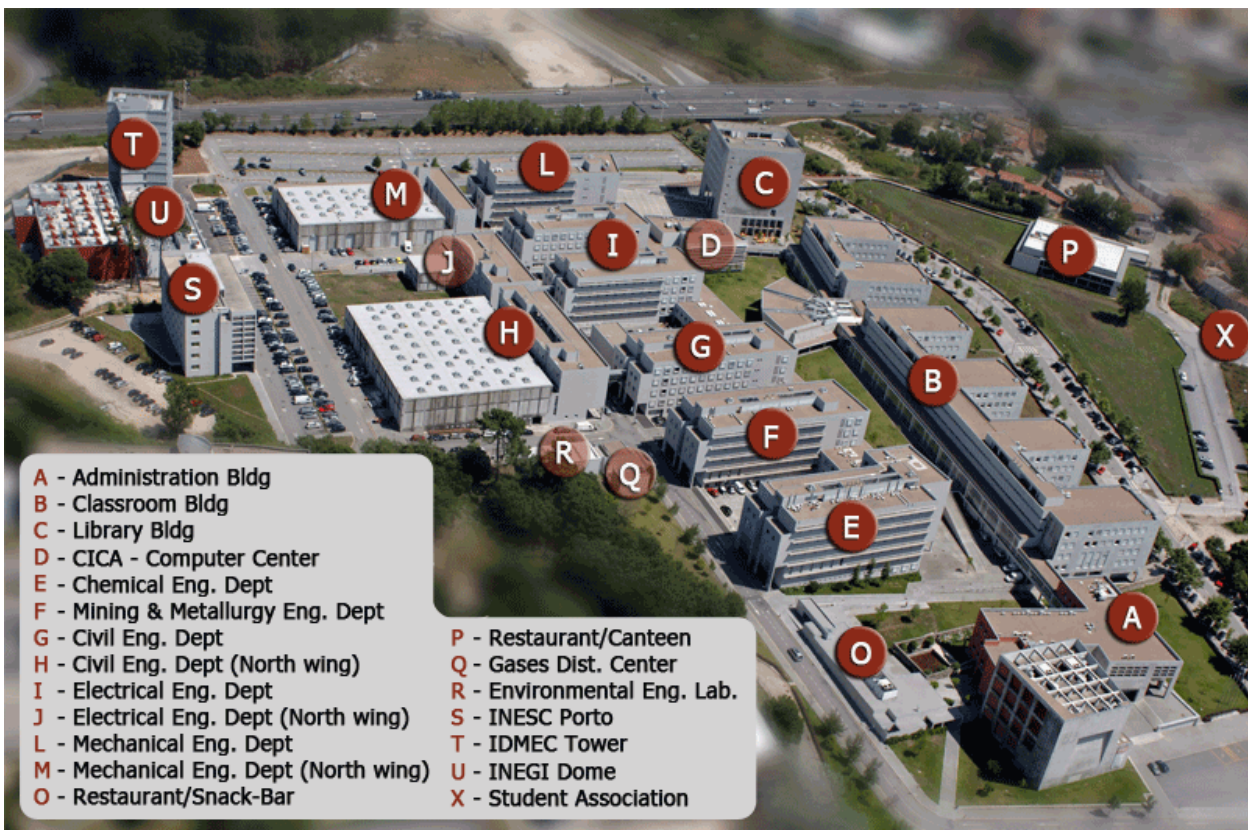 T
L
M
C
U
I
D
P
J
S
H
X
G
B
F
R
Q
E
A
O
A - Administration Bldg
B - Classroom Bldg
C - Library Bldg
D - CICA - Computer Center
E - Chemical Eng. Dept
F - Mining & Metallurgy Eng. Dept
G - Civil Eng. Dept
H - Civil Eng. Dept (North wing)
I - Electrical Eng. Dept
J - Electrical Eng. Dept (North wing)
L - Mechanical Eng. Dept
M - Mechanical Eng. Dept (North wing)
O - Restaurant/Snack-Bar
P - Restaurant/Canteen
Q - Gases Dist. Center
R - Environmental Eng. Lab.
S - INESC Porto
T - IDMEC Tower
U - INEGI Dome
X - Student Association